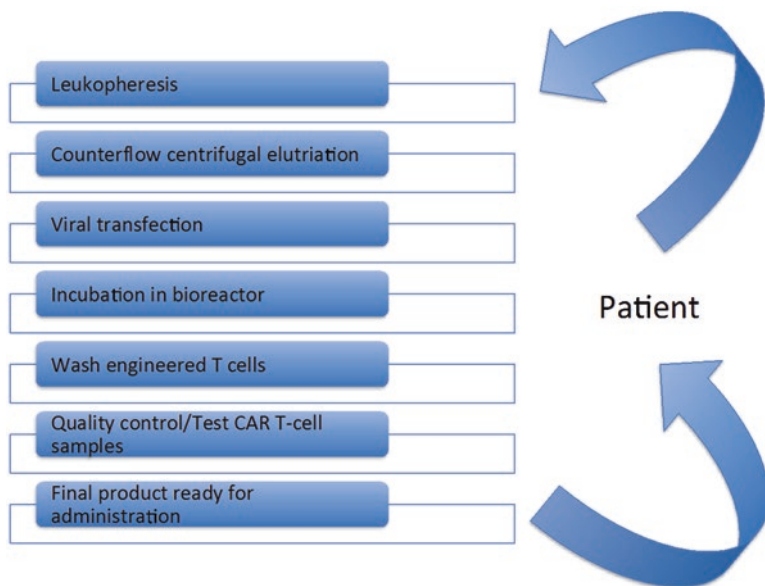 Leukopheresis
Counterflow centrifugal elutriation
Viral transfection
Incubation in bioreactor
Patient
Wash engineered T cells
Quality control/Test CAR T-cell
samples
Final product ready for
administration